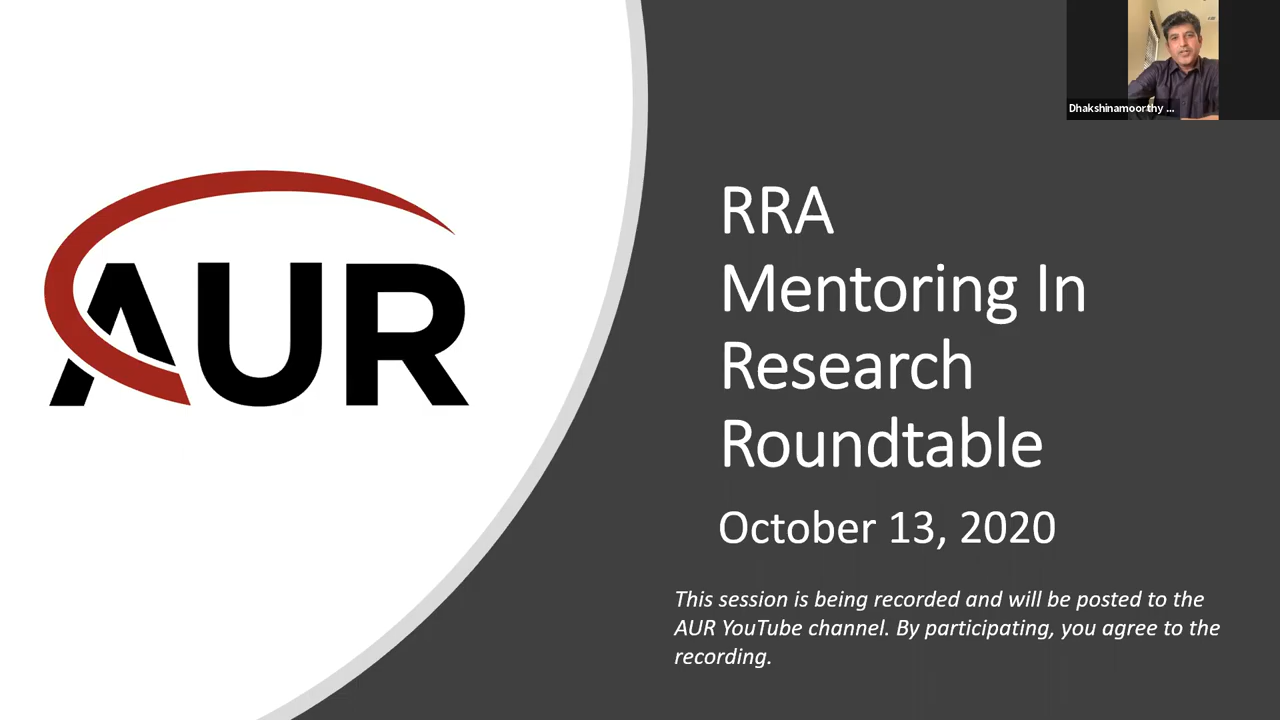 Dhakshinamoorthy ...
AUR
RRA
Mentoring In
Research
Roundtable
October 13, 2020
This session is being recorded and will be posted to the
AUR YouTube channel. By participating, you agree to the
recording.